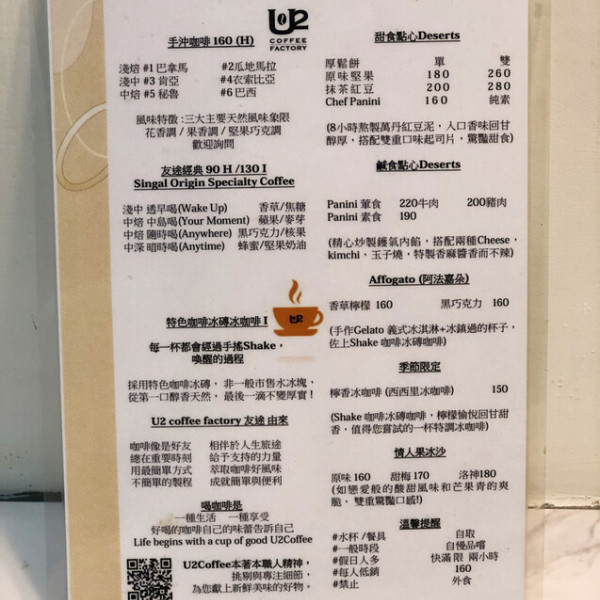 U2
COFFEE
FACTORY
手沖咖啡 160 (H)
淺焙 #1 巴拿馬 #2瓜地馬拉
淺中 #3 肯亞 #4衣索比亞
中焙 #5 秘魯 #6 巴西
風味特徵 :三大主要天然風味象限
花香調 / 果香調 / 堅果巧克調
歡迎詢問
友途經典 90 H /130 I
Singal Origin Specialty Coffee
淺中 透早喝(Wake Up) 香草/焦糖
中焙 中島喝(Your Moment) 蘋果/麥芽
中焙 隨時喝(Anywhere) 黑巧克力/核果
中深 暗時喝(Anytime) 蜂蜜/堅果奶油
特色咖啡冰磚冰咖啡 I
U2
每一杯都會經過手搖Shake，
喚醒的過程
採用特色咖啡冰磚， 非一般市售水冰塊，
從第一口醇香天然， 最後一滴不變厚實！
U2 coffee factory 友途 由來
咖啡像是好友 相伴於人生旅途
總在重要時刻 給予支持的力量
用最簡單方式 萃取咖啡好風味
不簡單的製程 成就簡單與便利
喝咖啡是
一種生活 一種享受
好喝的咖啡自己的味蕾告訴自己
Life begins with a cup of good U2Coffee
U2Coffee本著本職人精神，
挑剔與專注細節，
為您獻上新鮮美味的好物。
甜食點心Deserts
厚鬆餅 單 雙
原味堅果 180 260
抹茶紅豆 200 280
Chef Panini 160 純素
(8小時熬製萬丹紅豆泥，入口香味回甘
醇厚，搭配雙重口味起司片，驚豔甜食)
鹹食點心Deserts
Panini 葷食 220牛肉 200豬肉
Panini 素食 190
(精心炒製鑊氣內餡，搭配兩種Cheese，
kimchi，玉子燒，特製香麻醬香而不辣)
Affogato (阿法嘉朵)
香草檸檬 160 黑巧克力 160
(手作Gelato 義式冰淇淋+冰鎮過的杯子，
佐上Shake 咖啡冰磚咖啡)
季節限定
檸香冰咖啡 (西西里冰咖啡) 150
(Shake 咖啡冰磚咖啡，檸檬愉悅回甘甜
香，值得您嘗試的一杯特調冰咖啡)
情人果冰沙
原味 160 甜梅 170 洛神180
(如戀愛般的酸甜風味和芒果青的爽
脆， 雙重驚豔口感!)
溫馨提醒
#水杯 /餐具 自取
#一般時段 自慢品嚐
#假日人多 快滿 限 兩小時
#每人低銷 160
#禁止 外食